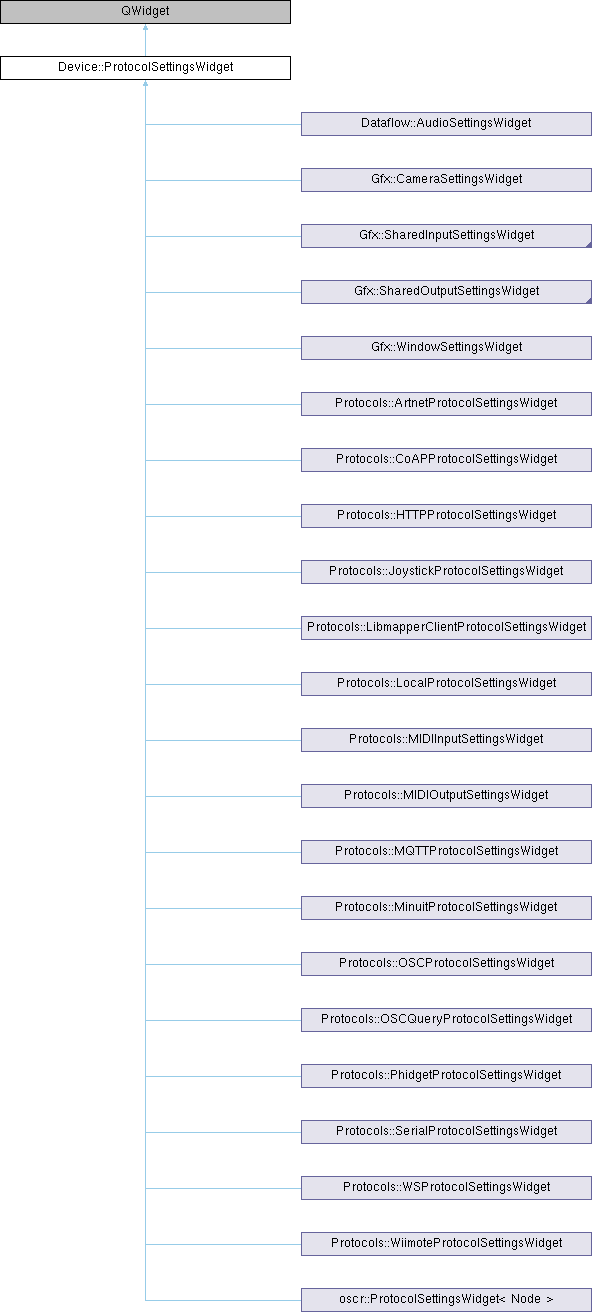 QWidget
Device::ProtocolSettingsWidget
Dataflow::AudioSettingsWidget
Gfx::CameraSettingsWidget
Gfx::SharedInputSettingsWidget
Gfx::SharedOutputSettingsWidget
Gfx::WindowSettingsWidget
Protocols::ArtnetProtocolSettingsWidget
Protocols::CoAPProtocolSettingsWidget
Protocols::HTTPProtocolSettingsWidget
Protocols::JoystickProtocolSettingsWidget
Protocols::LibmapperClientProtocolSettingsWidget
Protocols::LocalProtocolSettingsWidget
Protocols::MIDIInputSettingsWidget
Protocols::MIDIOutputSettingsWidget
Protocols::MQTTProtocolSettingsWidget
Protocols::MinuitProtocolSettingsWidget
Protocols::OSCProtocolSettingsWidget
Protocols::OSCQueryProtocolSettingsWidget
Protocols::PhidgetProtocolSettingsWidget
Protocols::SerialProtocolSettingsWidget
Protocols::WSProtocolSettingsWidget
Protocols::WiimoteProtocolSettingsWidget
oscr::ProtocolSettingsWidget< Node >